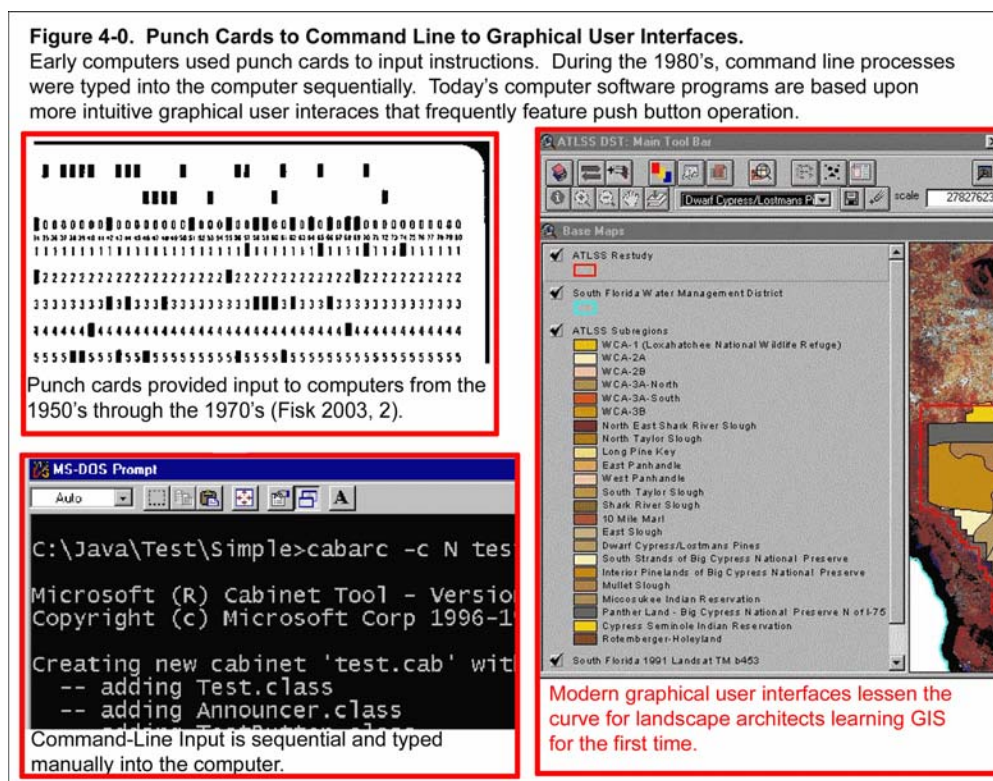 Figure 4-0. Punch Cards to Command Line to Graphical User Interfaces.
Early computers used punch cards to input instructions. During the 1980's, command line processes
were typed into the computer sequentially. Today's computer software programs are based upon
more intuitive graphical user interaces that frequently feature push button operation.
Punch cards provided input to computers from the
1950's through the 1970's (Fisk 2003, 2).
MS-DOS Prompt
Auto
A
C:\Java\Test\Simple>cabarc -c N tes
Microsoft (R) Cabinet Tool - Versio
Copyright (c) Microsoft Corp 1996-1
Creating new cabinet 'test.cab' wit
-- adding Test.class
-- adding Announcer.class
-- adding
Command-Line Input is sequential and typed
manually into the computer.
ATLSS DST: Main Tool Bar
Dwarf Cypress/Lostmans Pi
scale
27827623
Base Maps
ATLSS Restudy
South Florida Water Management District
ATLSS Subregions
WCA-1 (Loxahatchee National Wildlife Refuge)
WCA-2A
WCA-2B
WCA-3A-North
WCA-3A-South
WCA-3B
North East Shark River Slough
North Taylor Slough
Long Pine Key
East Panhandle
West Panhandle
South Taylor Slough
Shark River Slough
10 Mile Marl
East Slough
Dwarf Cypress/Lostmans Pines
South Strands of Big Cypress National Preserve
Interior Pinelands of Big Cypress National Preserve
Mullet Slough
Miccosukee Indian Reservation
Panther Land - Big Cypress National Preserve N of I-75
Cypress Seminole Indian Reservation
Rotemberger-Holeyland
South Florida 1991 Landsat TM b453
Modern graphical user interfaces lessen the
curve for landscape architects learning GIS
for the first time.